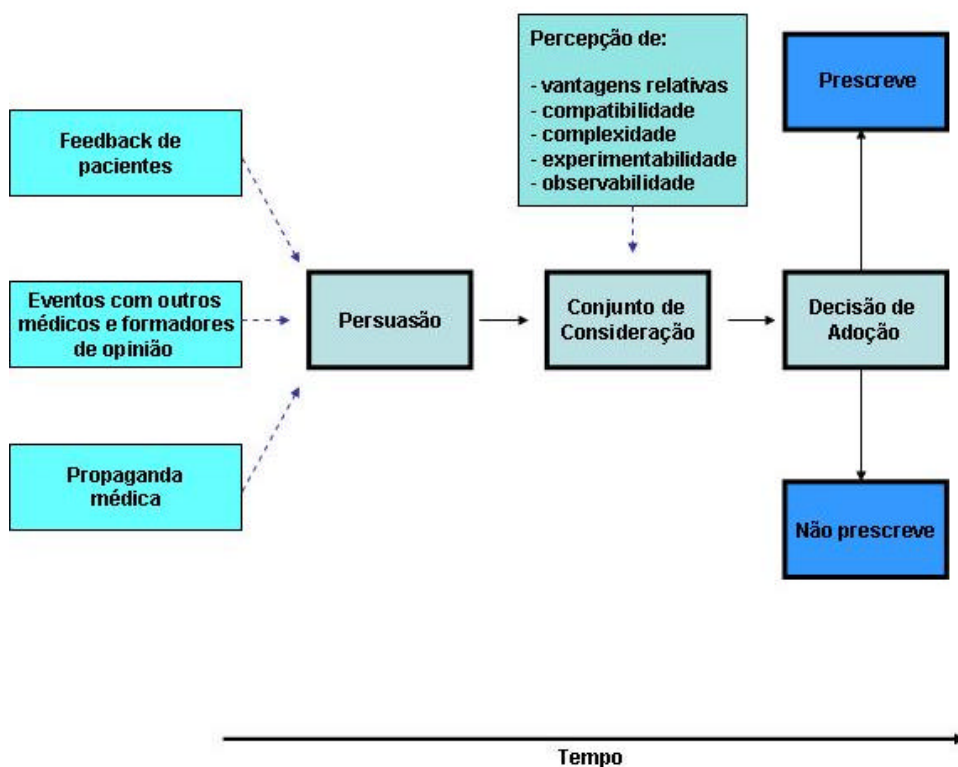 Feedback de
pacientes
Eventos com outros
médicos e formadores
de opinião
Propaganda
médica
Persuasão
Percepção de:
- vantagens relativas
- compatibilidade
- complexidade
- experimentabilidade
- observabilidade
Conjunto de
Consideração
Prescreve
Decisão de
Adoção
Não prescreve
Tempo